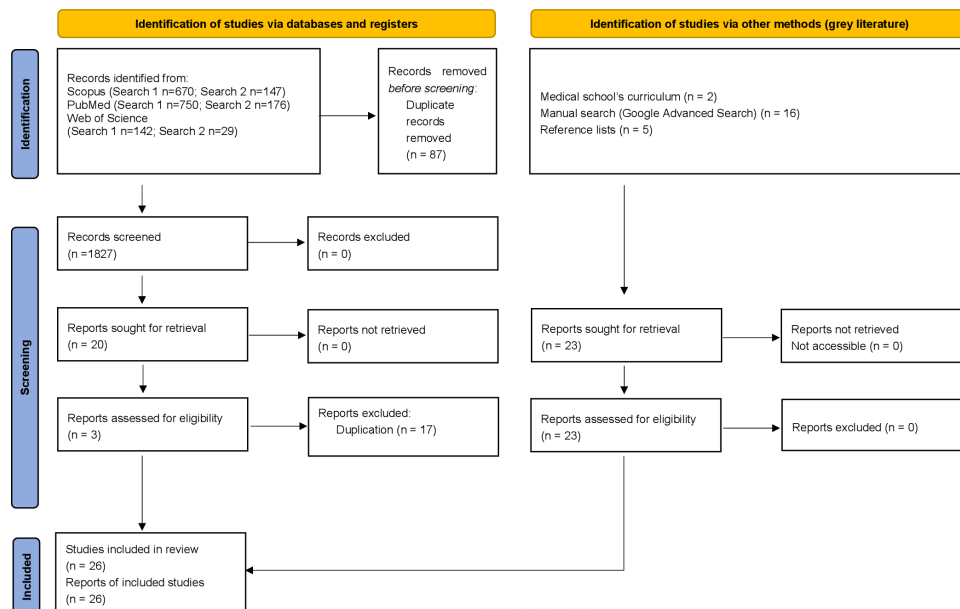 Identification of studies via databases and registers
Identification of studies via other methods (grey literature)
Identification
Records identified from:
Scopus (Search 1 n=670; Search 2 n=147)
PubMed (Search 1 n=750; Search 2 n=176)
Web of Science
(Search 1 n=142; Search 2 n=29)
Records removed
before screening:
Duplicate
records
removed
(n = 87)
Medical school's curriculum (n = 2)
Manual search (Google Advanced Search) (n = 16)
Reference lists (n = 5)
Screening
Records screened
(n =1827)
Records excluded
(n = 0)
Reports sought for retrieval
(n = 20)
Reports not retrieved
(n = 0)
Reports sought for retrieval
(n = 23)
Reports not retrieved
Not accessible (n = 0)
Reports assessed for eligibility
(n = 3)
Reports excluded:
Duplication (n = 17)
Reports assessed for eligibility
(n = 23)
Reports excluded (n = 0)
Included
Studies included in review
(n = 26)
Reports of included studies
(n = 26)